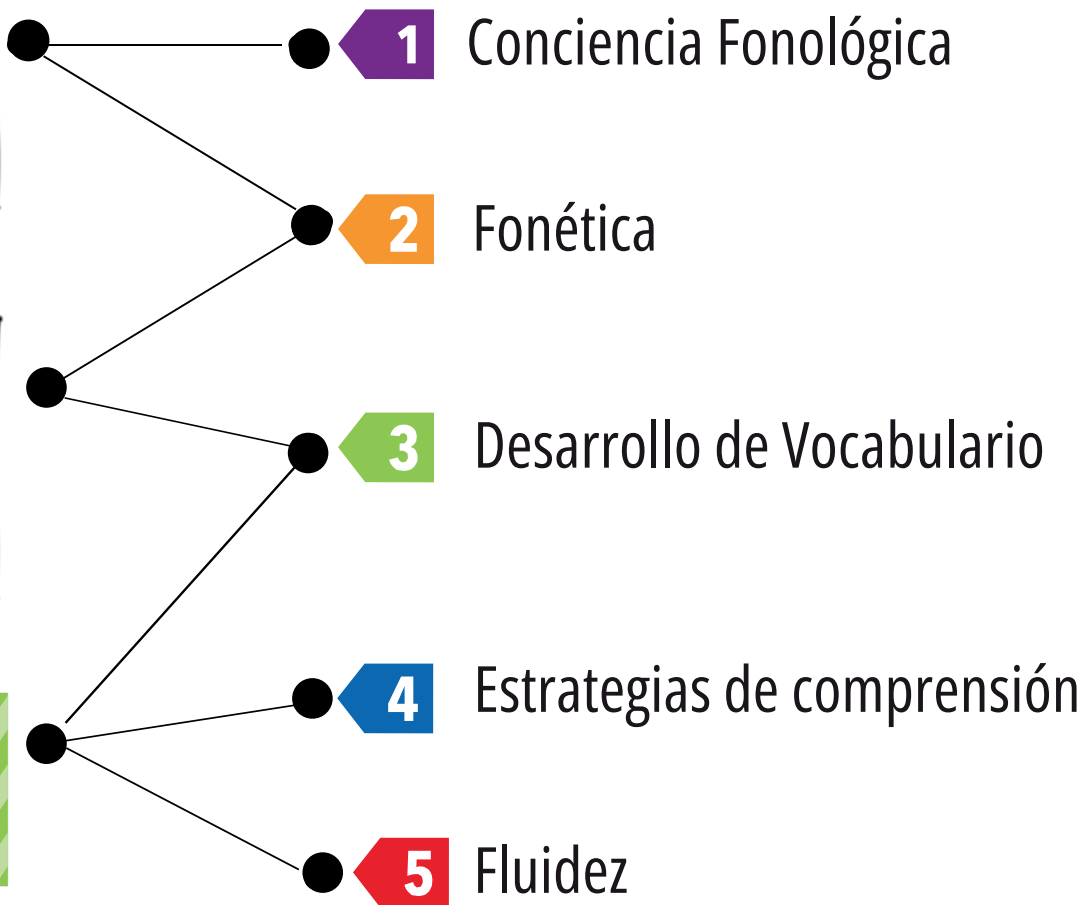 1 Conciencia Fonológica
2 Fonética
3 Desarrollo de Vocabulario
4 Estrategias de comprensión
5 Fluidez